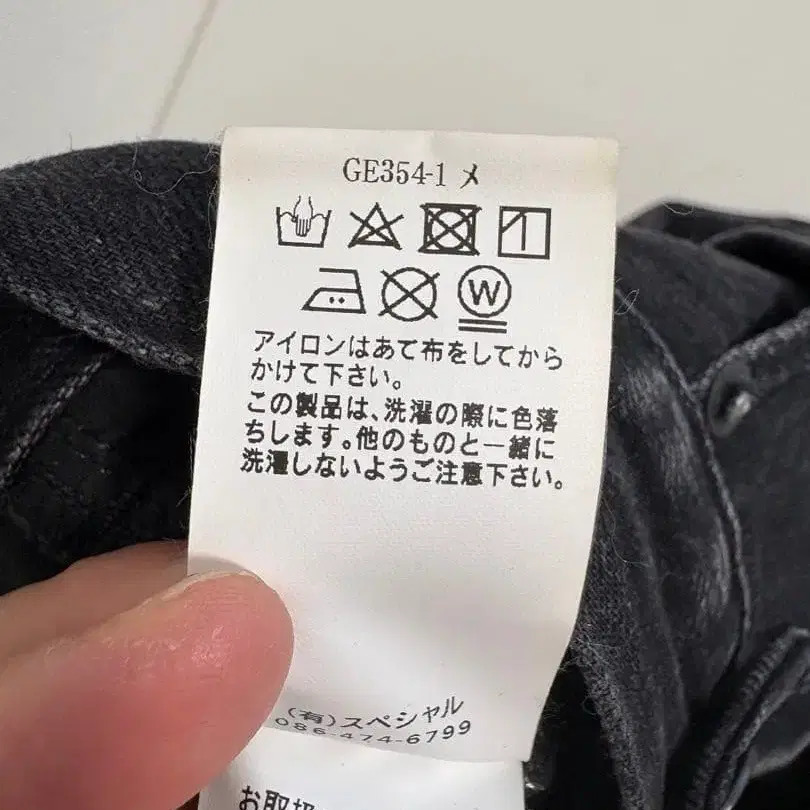 GE354-1 メ
W
アイロンはあて布をしてから
かけて下さい。
この製品は、洗濯の際に色落
ちします。他のものと一緒に
洗濯しないようご注意下さい。
(有)スペシャル
086-474-6799
お取扱